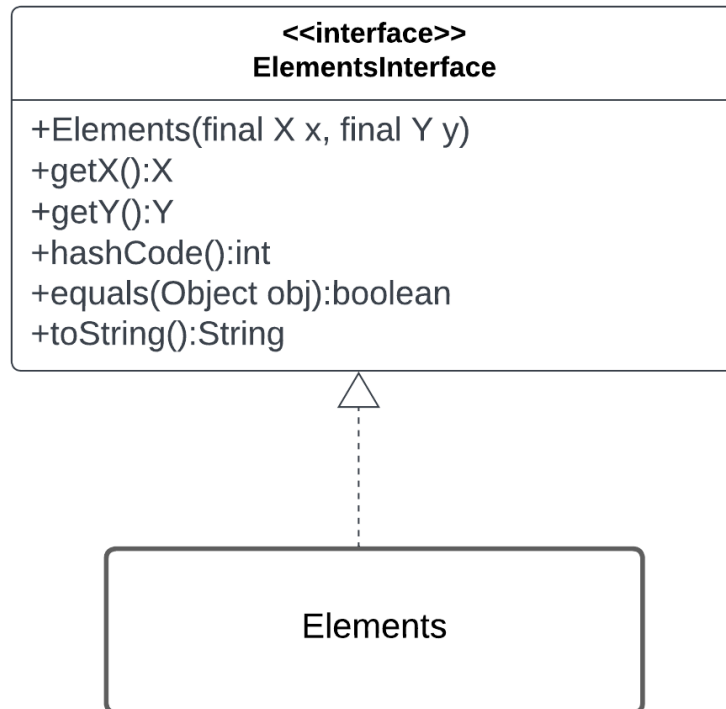 <<interface>>
ElementsInterface
+Elements(final X x, final Y y)
+getX():X
+getY():Y
+hashCode():int
+equals(Object obj):boolean
+toString():String
Elements